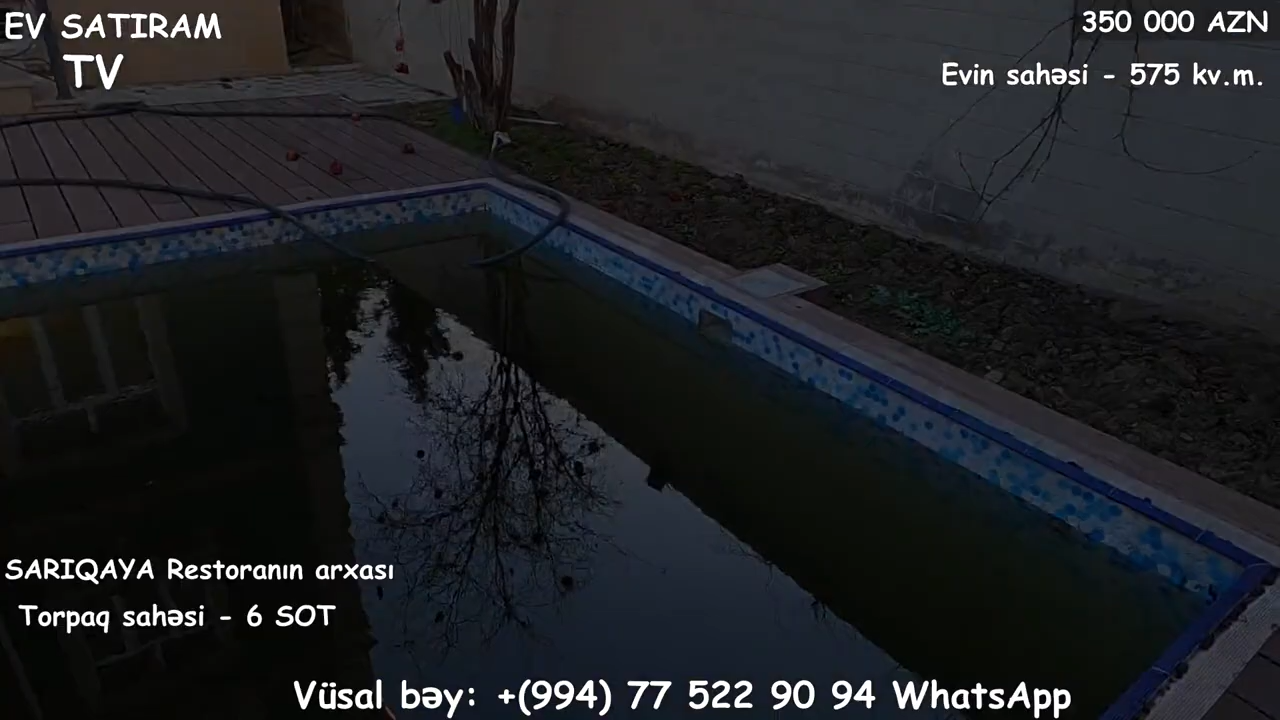 EV SATIRAM
TV
350 000 AZN
Evin sahəsi - 575 kv.m.
SARIQAYA Restoranın arxası
Torpaq sahəsi - 6 SOT
Vüsal bəy: +(994) 77 522 90 94 WhatsApp